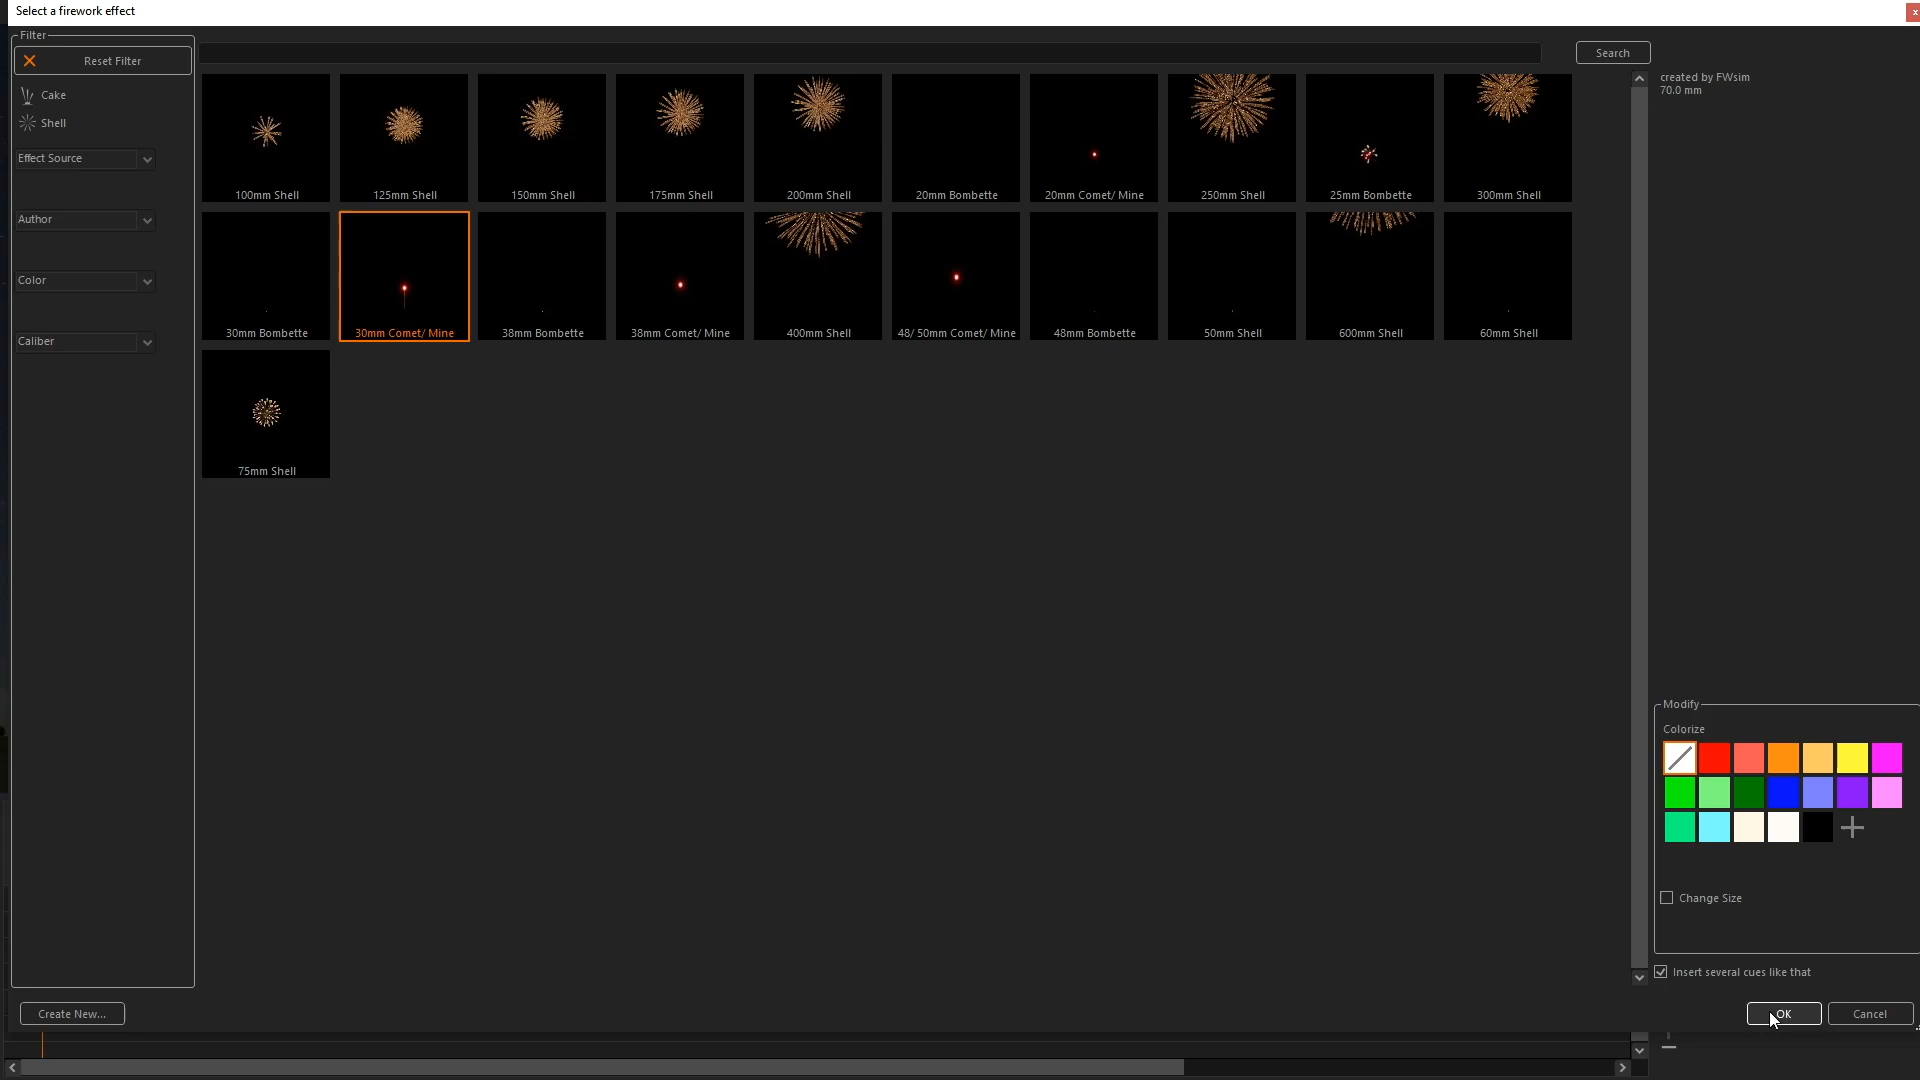 Select a firework effect
x
Filter
Reset Filter
Search
Cake
Shell
Effect Source
Author
Color
Caliber
100mm Shell
125mm Shell
150mm Shell
175mm Shell
200mm Shell
20mm Bombette
20mm Comet/ Mine
250mm Shell
25mm Bombette
300mm Shell
30mm Bombette
30mm Comet/ Mine
38mm Bombette
38mm Comet/ Mine
400mm Shell
48/ 50mm Comet/ Mine
48mm Bombette
50mm Shell
600mm Shell
60mm Shell
75mm Shell
created by FWsim
70.0 mm
Modify
Colorize
Change Size
Insert several cues like that
Create New...
OK
Cancel